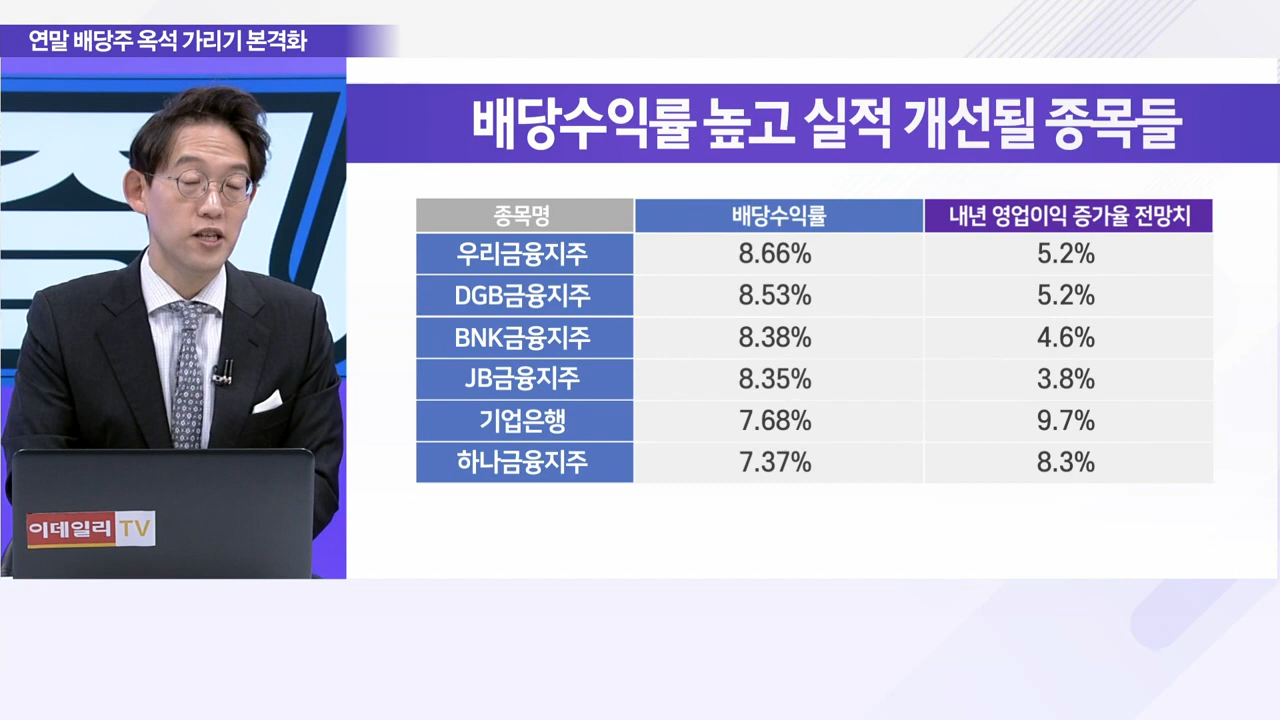 연말 배당주 옥석 가리기 본격화
배당수익률 높고 실적 개선될 종목들
종목명 배당수익률 내년 영업이익 증가율 전망치
우리금융지주 8.66% 5.2%
DGB금융지주 8.53% 5.2%
BNK금융지주 8.38% 4.6%
JB금융지주 8.35% 3.8%
기업은행 7.68% 9.7%
하나금융지주 7.37% 8.3%
이데일리 TV